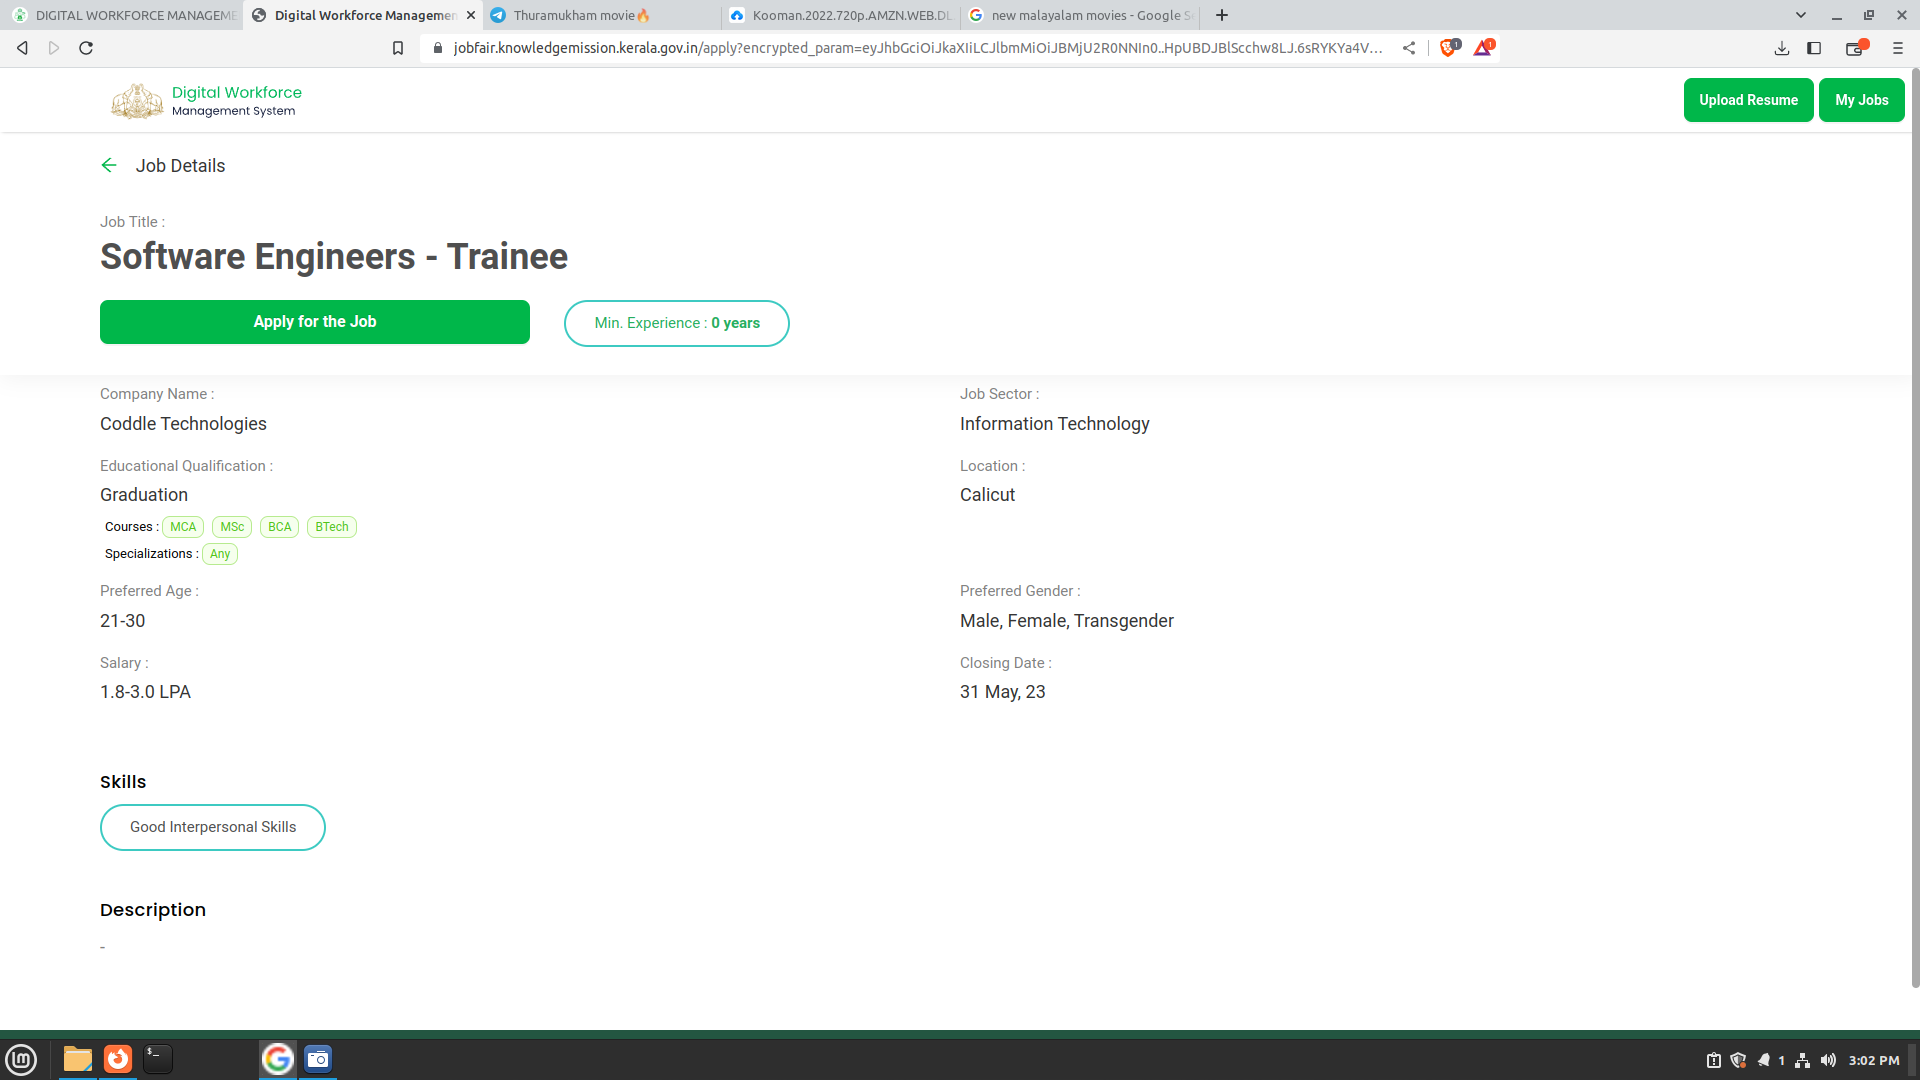 DIGITAL WORKFORCE MANAGEME
Digital Workforce Managemen
Thuramukham movie🔥
Kooman.2022.720p.AMZN.WEB.DL
new malayalam movies - Google S
jobfair.knowledgemission.kerala.gov.in/apply?encrypted_param=eyJhbGciOiJkaXIiLCJlbmMiOiJBMjU2R0NNIn0..HpUBDJBlScchw8LJ.6sRYKYa4V...
1
1
Digital Workforce
Management System
Upload Resume
My Jobs
Job Details
Job Title :
Software Engineers - Trainee
Apply for the Job
Min. Experience : 0 years
Company Name :
Job Sector :
Coddle Technologies
Information Technology
Educational Qualification :
Location :
Graduation
Calicut
Courses : MCA MSc BCA BTech
Specializations : Any
Preferred Age :
Preferred Gender :
21-30
Male, Female, Transgender
Salary :
Closing Date :
1.8-3.0 LPA
31 May, 23
Skills
Good Interpersonal Skills
Description
-
1
3:02 PM